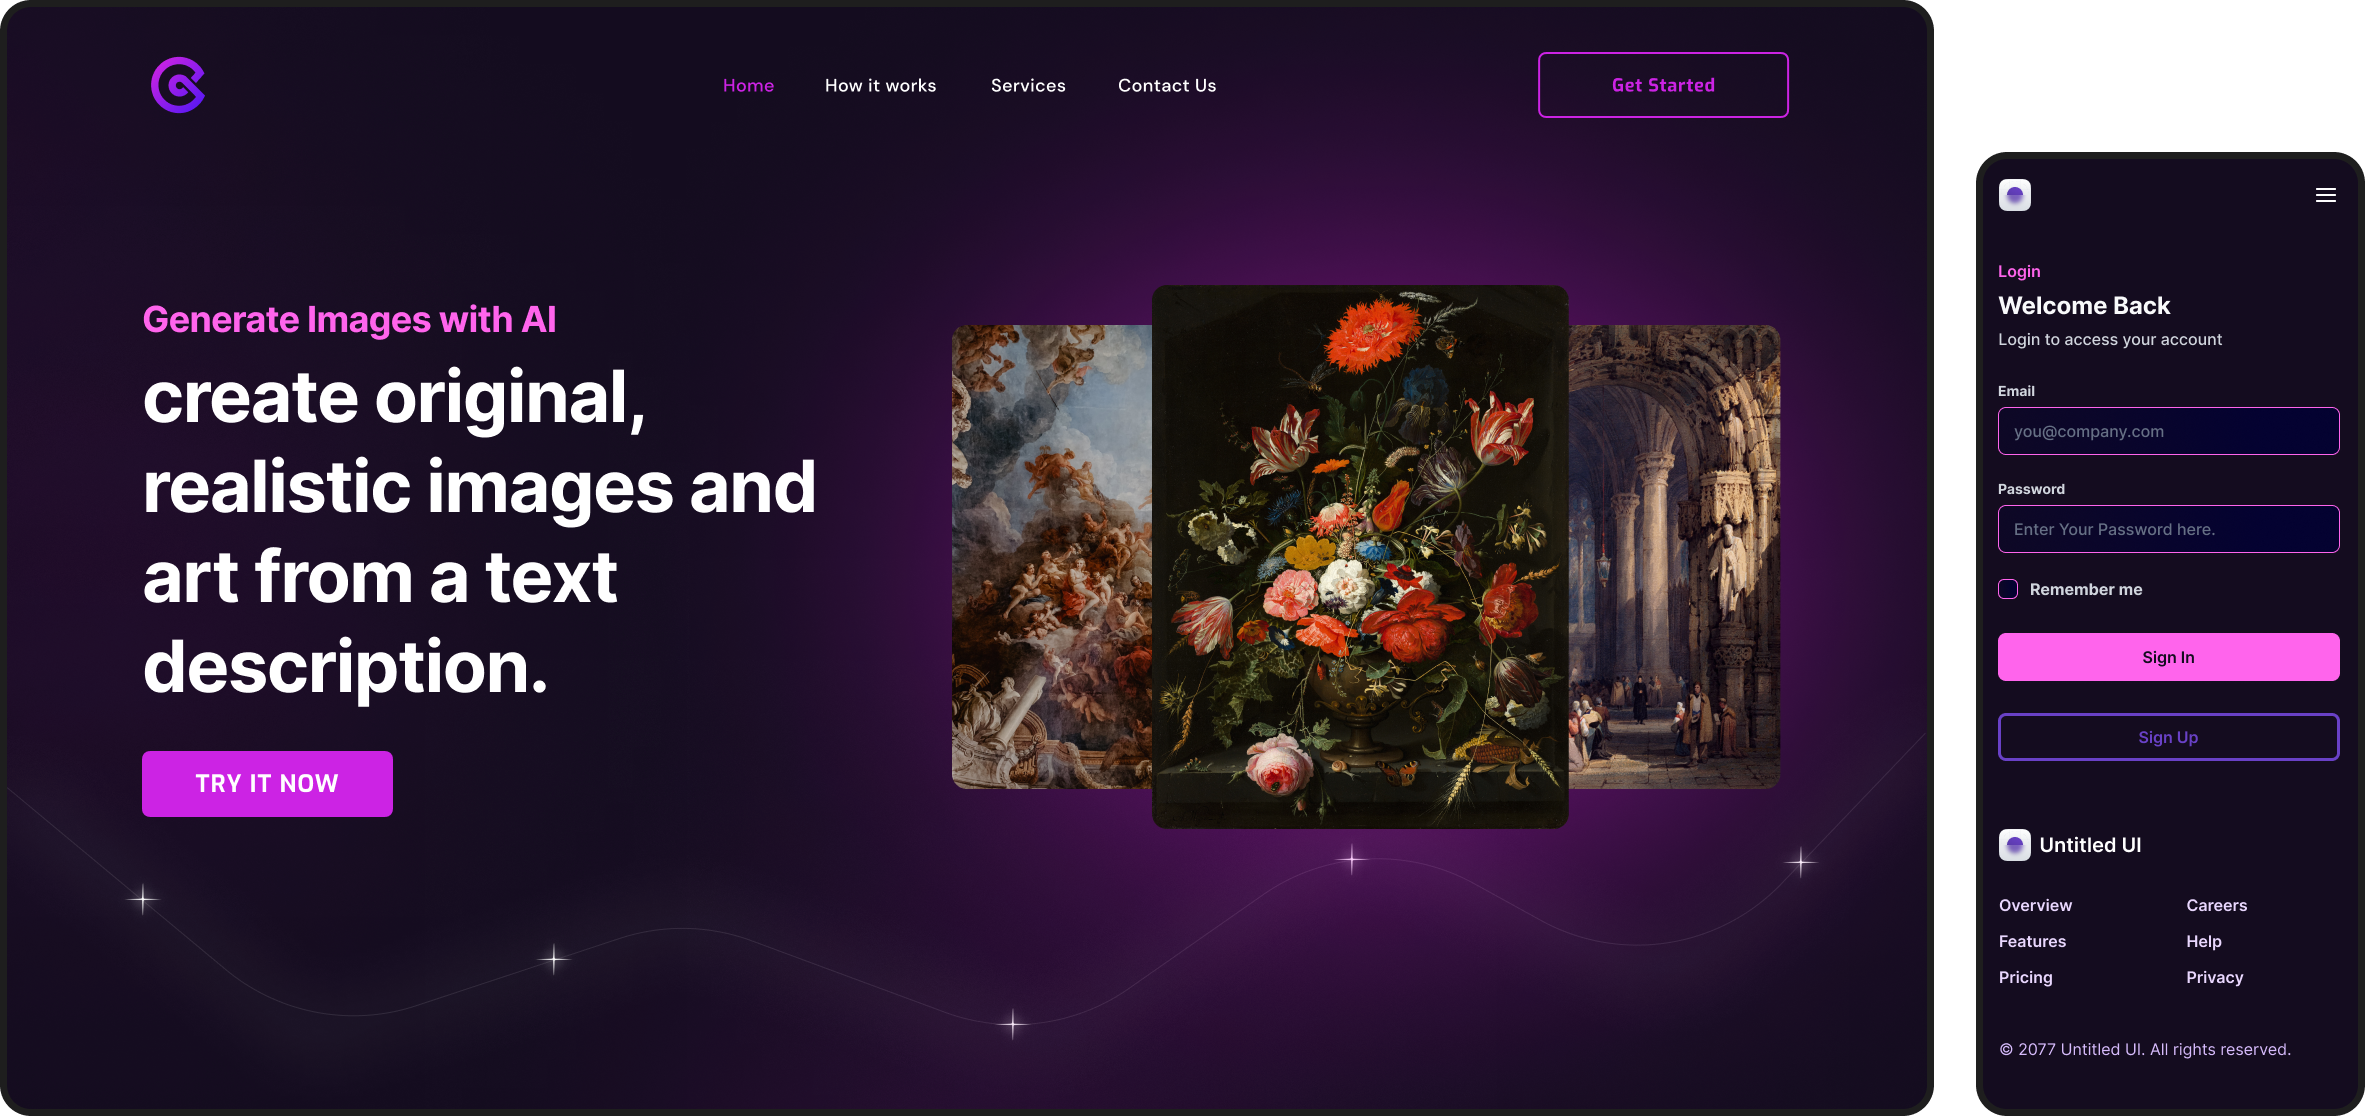 Home
How it works
Services
Contact Us
Get Started
Generate Images with AI
create original,
realistic images and
art from a text
description.
TRY IT NOW
Login
Welcome Back
Login to access your account
Email
you@company.com
Password
Enter Your Password here.
Remember me
Sign In
Sign Up
Untitled UI
Overview
Careers
Features
Help
Pricing
Privacy
© 2077 Untitled UI. All rights reserved.